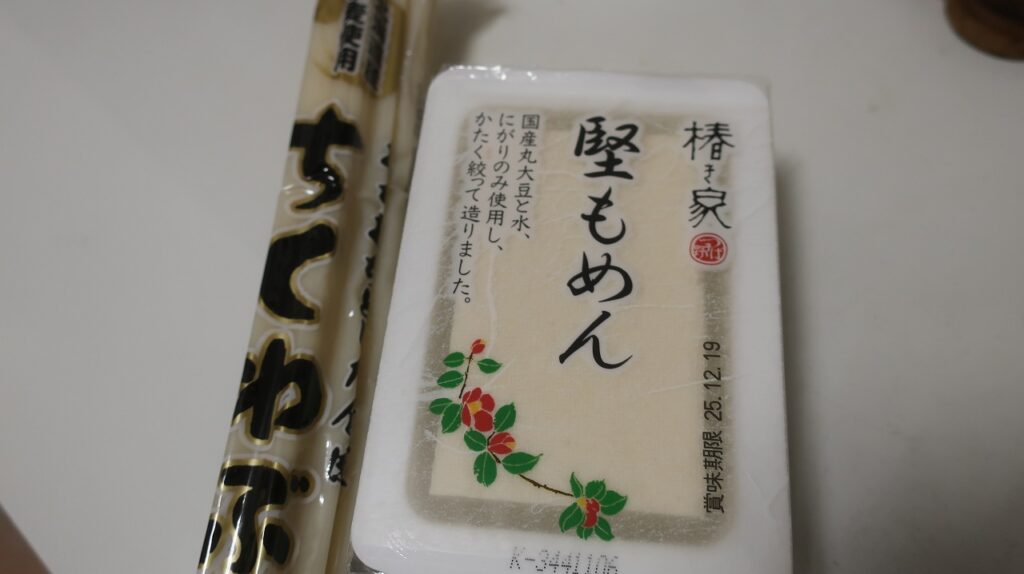 椿き家
堅もめん
国産丸大豆と水、
にがりのみ使用し、
かたく絞って造りました。
賞味期限 25.12.19
K-3441106
ちくわぶ